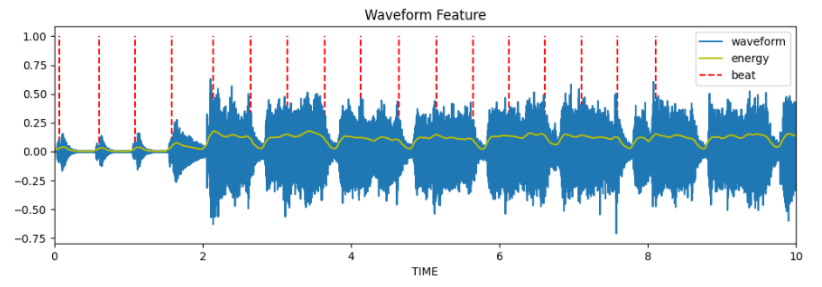 Waveform Feature
1.00
0.75
0.50
0.25
0.00
−0.25
−0.50
−0.75
waveform
energy
beat
0 2 4 6 8 10
TIME